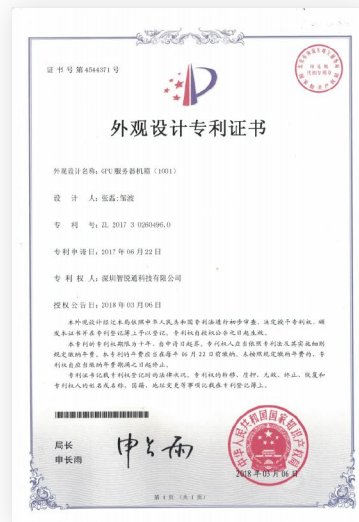 证书号第4544371号
外观设计专利证书
外观设计名称：GPU服务器机箱（1001）
设 计 人：张磊;邹波
专 利 号：ZL 2017 3 0260496.0
专利申请日：2017年06月22日
专 利 权 人：深圳智锐通科技有限公司
授权公告日：2018年03月06日
本外观设计经过本局依照中华人民共和国专利法进行初步审查，决定授予专利权，颁
发本证书并在专利登记簿上予以登记。专利权自授权公告之日起生效。
本专利的专利权期限为十年，自申请日起算。专利权人应当依照专利法及其实施细则
规定缴纳年费。本专利的年费应当在每年06月22日前缴纳。未按照规定缴纳年费的，专
利权自应当缴纳年费期满之日起终止。
专利证书记载专利权登记时的法律状况。专利权的转移、质押、无效、终止、恢复和
专利权人的姓名或名称、国籍、地址变更等事项记载在专利登记簿上。
局长
申长雨
申长雨
中华人民共和国国家知识产权局
2018年03月06日
第1页（共1页）